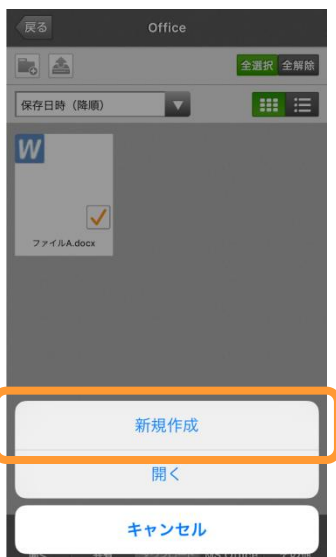 戻る
Office
全選択 全解除
保存日時（降順）
W
ファイルA.docx
新規作成
開く
キャンセル